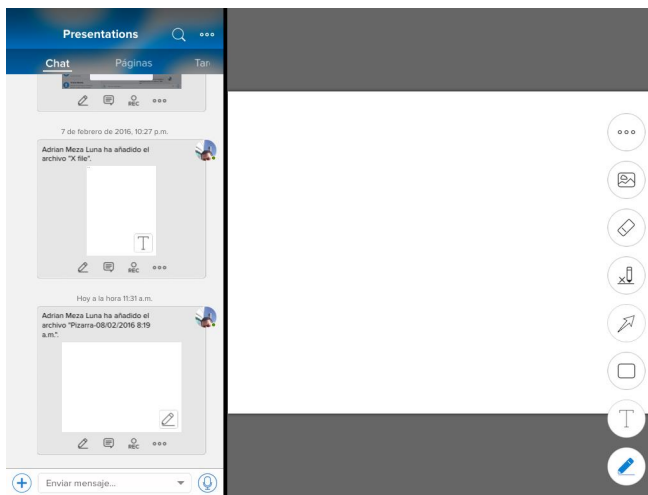 Presentations
Chat Páginas Tar
REC
7 de febrero de 2016, 10:27 p.m.
Adrian Meza Luna ha añadido el
archivo "X file".
T
REC
Hoy a la hora 11:31 a.m.
Adrian Meza Luna ha añadido el
archivo "Pizarra-08/02/2016 8:19
a.m.".
REC
Enviar mensaje...
T